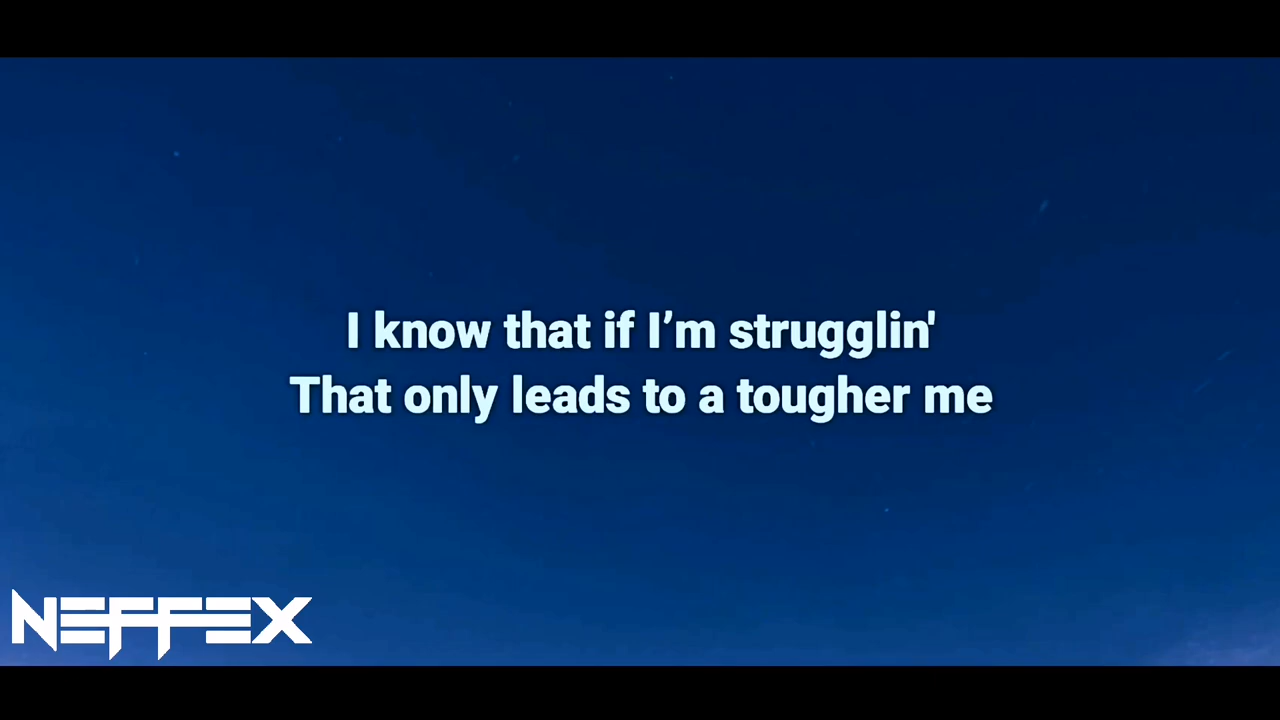 I know that if I’m strugglin'
That only leads to a tougher me
NEFFEX